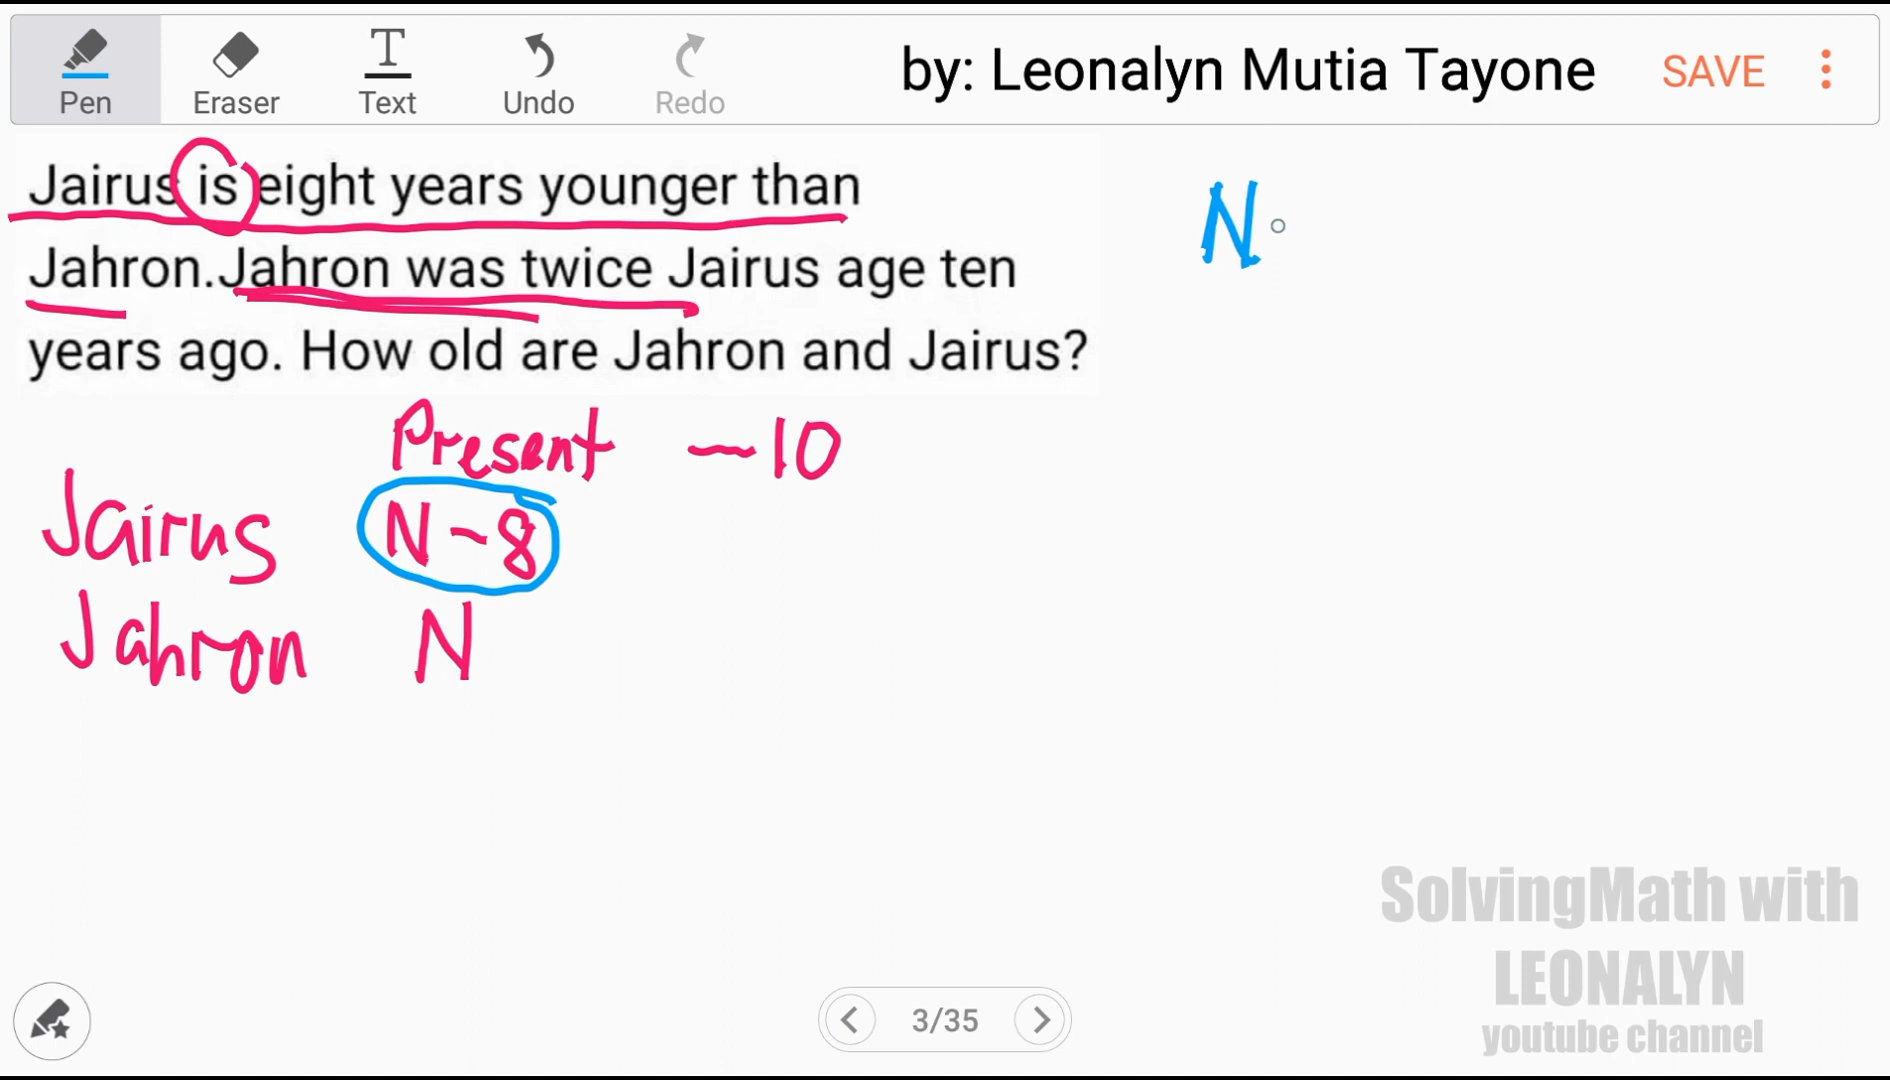 Pen Eraser Text Undo Redo by: Leonalyn Mutia Tayone SAVE
Jairus is eight years younger than
Jahron.Jahron was twice Jairus age ten
years ago. How old are Jahron and Jairus?
N
Present -10
Jairus N-8
Jahron N
SolvingMath with
LEONALYN
youtube channel
3/35